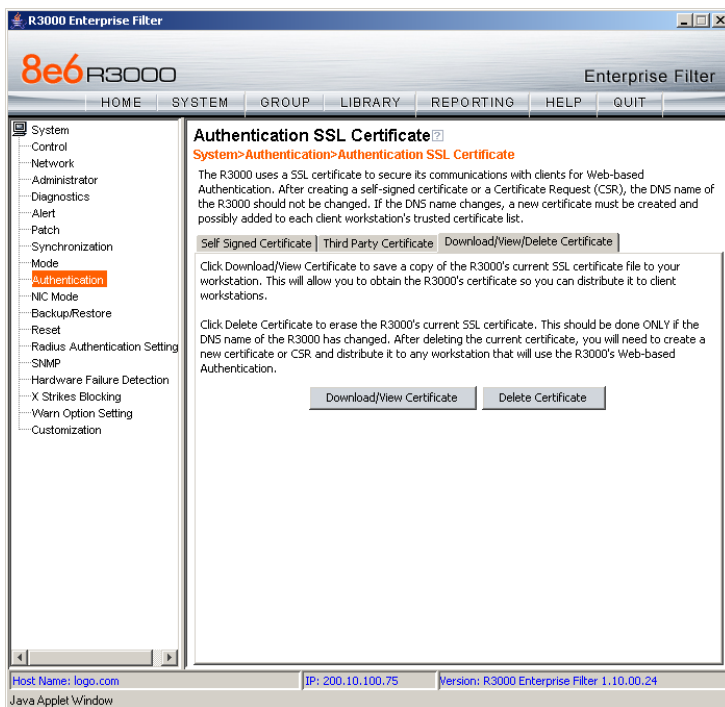 R3000 Enterprise Filter
8e6 R3000
Enterprise Filter
HOME SYSTEM GROUP LIBRARY REPORTING HELP QUIT
System
Control
Network
Administrator
Diagnostics
Alert
Patch
Synchronization
Mode
Authentication
NIC Mode
Backup/Restore
Reset
Radius Authentication Setting
SNMP
Hardware Failure Detection
X Strikes Blocking
Warn Option Setting
Customization
Authentication SSL Certificate ?
System>Authentication>Authentication SSL Certificate
The R3000 uses a SSL certificate to secure its communications with clients for Web-based
Authentication. After creating a self-signed certificate or a Certificate Request (CSR), the DNS name of
the R3000 should not be changed. If the DNS name changes, a new certificate must be created and
possibly added to each client workstation's trusted certificate list.
Self Signed Certificate Third Party Certificate Download/View/Delete Certificate
Click Download/View Certificate to save a copy of the R3000's current SSL certificate file to your
workstation. This will allow you to obtain the R3000's certificate so you can distribute it to client
workstations.
Click Delete Certificate to erase the R3000's current SSL certificate. This should be done ONLY if the
DNS name of the R3000 has changed. After deleting the current certificate, you will need to create a
new certificate or CSR and distribute it to any workstation that will use the R3000's Web-based
Authentication.
Download/View Certificate Delete Certificate
Host Name: logo.com IP: 200.10.100.75 Version: R3000 Enterprise Filter 1.10.00.24
Java Applet Window